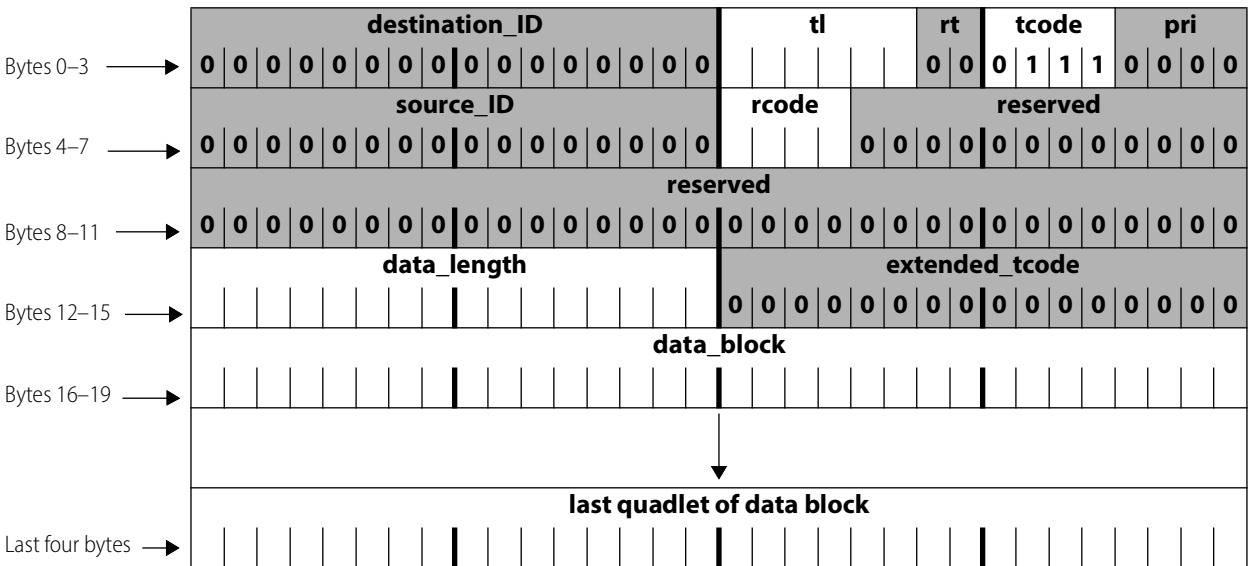 destination_ID tl rt tcode pri
Bytes 0–3 0 0 0 0 0 0 0 0 0 0 0 0 0 0 0 0 0 0 0 1 1 1 0 0 0 0
source_ID rcode reserved
Bytes 4–7 0 0 0 0 0 0 0 0 0 0 0 0 0 0 0 0 0 0 0 0 0 0 0 0 0 0 0 0
reserved
Bytes 8–11 0 0 0 0 0 0 0 0 0 0 0 0 0 0 0 0 0 0 0 0 0 0 0 0 0 0 0 0 0 0 0 0
data_length extended_tcode
Bytes 12–15 0 0 0 0 0 0 0 0 0 0 0 0 0 0 0 0
data_block
Bytes 16–19
last quadlet of data block
Last four bytes